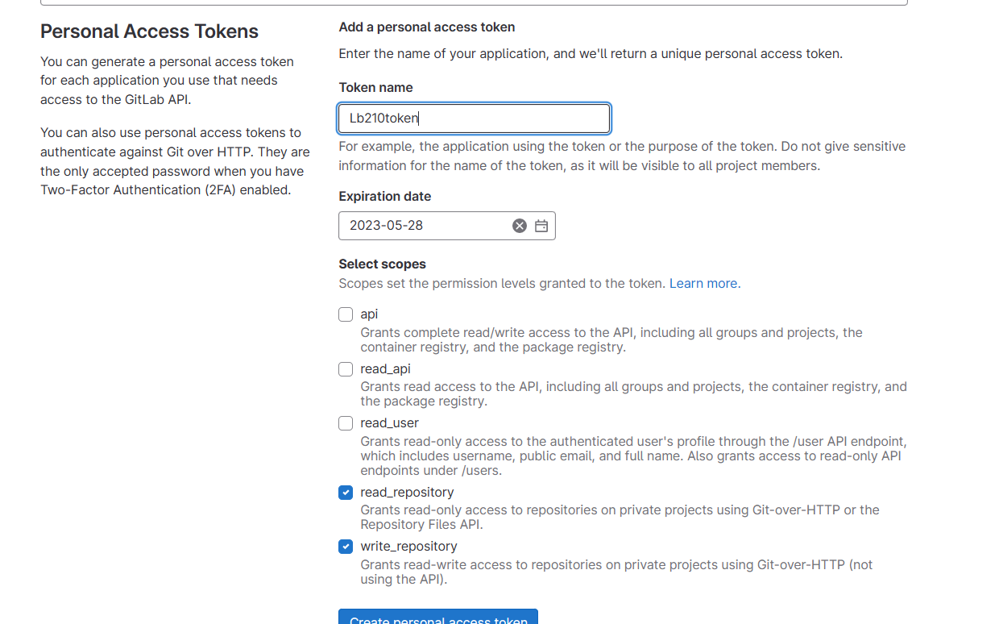 Personal Access Tokens
You can generate a personal access token
for each application you use that needs
access to the GitLab API.
You can also use personal access tokens to
authenticate against Git over HTTP. They are
the only accepted password when you have
Two-Factor Authentication (2FA) enabled.
Add a personal access token
Enter the name of your application, and we'll return a unique personal access token.
Token name
Lb210token
For example, the application using the token or the purpose of the token. Do not give sensitive
information for the name of the token, as it will be visible to all project members.
Expiration date
2023-05-28
Select scopes
Scopes set the permission levels granted to the token. Learn more.
api
Grants complete read/write access to the API, including all groups and projects, the
container registry, and the package registry.
read_api
Grants read access to the API, including all groups and projects, the container registry, and
the package registry.
read_user
Grants read-only access to the authenticated user's profile through the /user API endpoint,
which includes username, public email, and full name. Also grants access to read-only API
endpoints under /users.
read_repository
Grants read-only access to repositories on private projects using Git-over-HTTP or the
Repository Files API.
write_repository
Grants read-write access to repositories on private projects using Git-over-HTTP (not
using the API).
Create personal access token